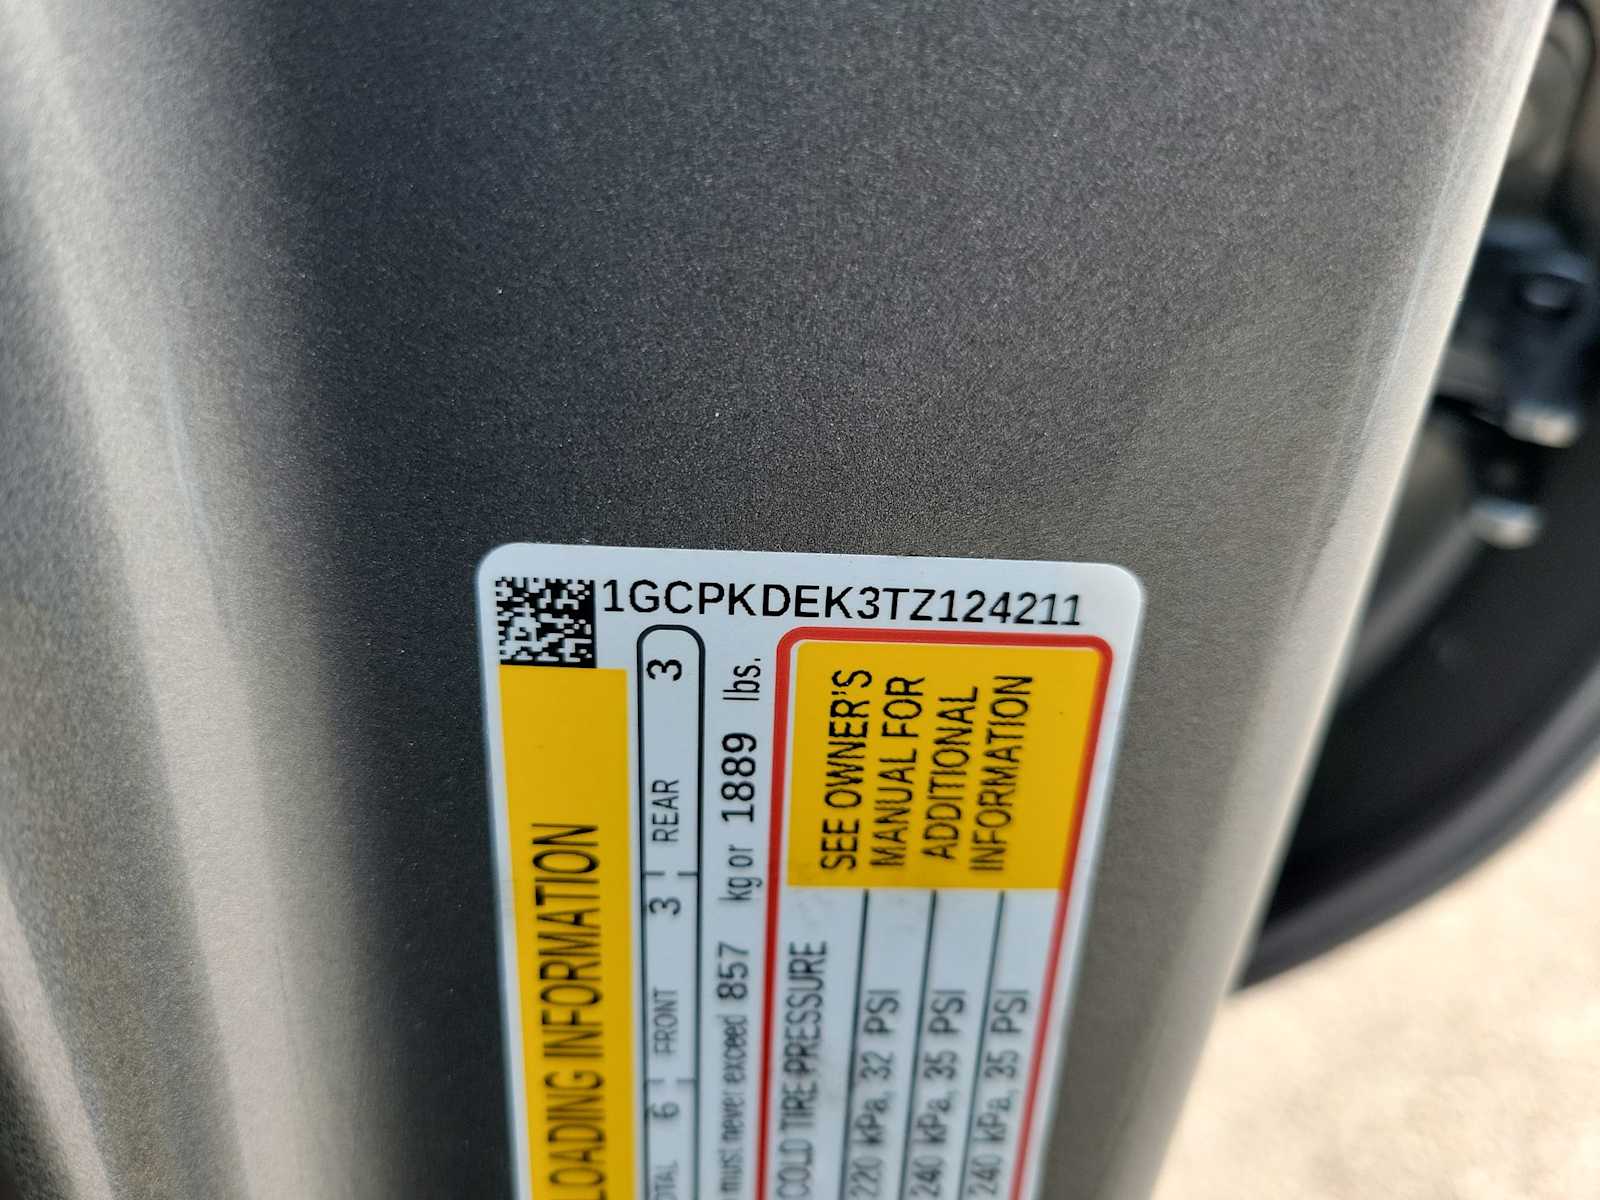 1GCPKDEK3TZ124211
LOADING INFORMATION
6 FRONT 3 REAR 3
must never exceed 857 kg or 1889 lbs.
COLD TIRE PRESSURE
220 kPa, 32 PSI
240 kPa, 35 PSI
240 kPa, 35 PSI
SEE OWNER'S
MANUAL FOR
ADDITIONAL
INFORMATION